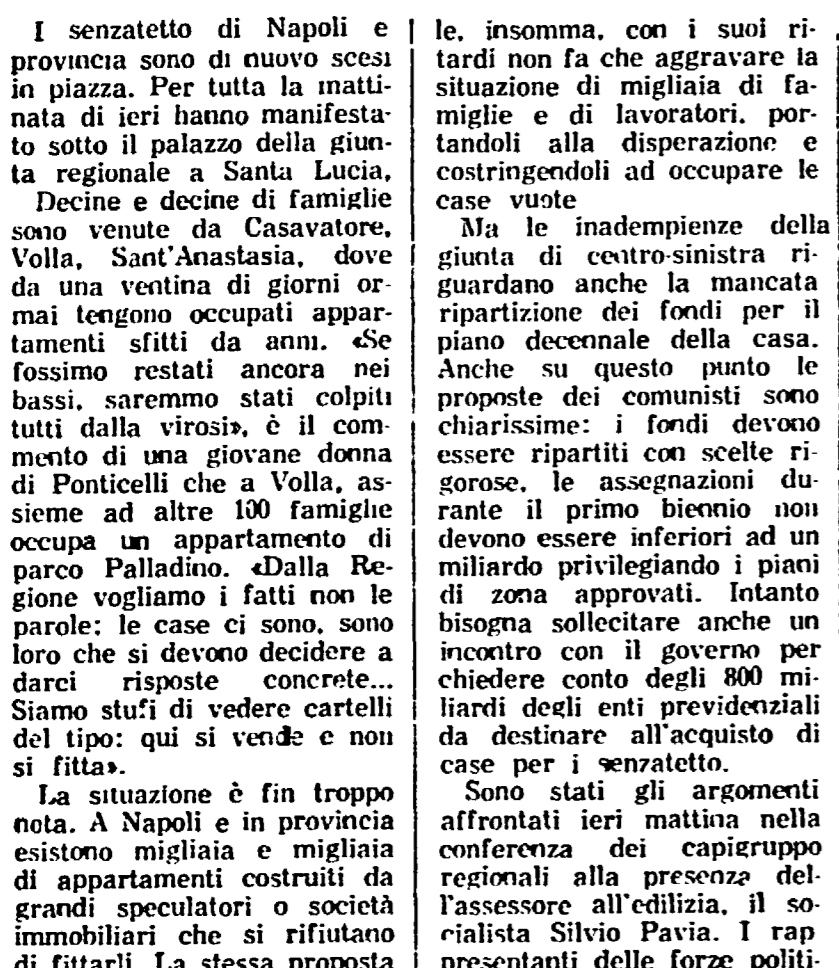 I senzatetto di Napoli e
provincia sono di nuovo scesi
in piazza. Per tutta la matti-
nata di ieri hanno manifesta-
to sotto il palazzo della giun-
ta regionale a Santa Lucia,
Decine e decine di famiglie
sono venute da Casavatore,
Volla, Sant'Anastasia, dove
da una ventina di giorni or-
mai tengono occupati appar-
tamenti sfitti da anni. «Se
fossimo restati ancora nei
bassi, saremmo stati colpiti
tutti dalla virosi», è il com-
mento di una giovane donna
di Ponticelli che a Volla, as-
sieme ad altre 100 famiglie
occupa un appartamento di
parco Palladino. «Dalla Re-
gione vogliamo i fatti non le
parole: le case ci sono, sono
loro che si devono decidere a
darci risposte concrete...
Siamo stufi di vedere cartelli
del tipo: qui si vende e non
si fitta».
La situazione è fin troppo
nota. A Napoli e in provincia
esistono migliaia e migliaia
di appartamenti costruiti da
grandi speculatori o società
immobiliari che si rifiutano
di fittarli. La stessa proposta
le, insomma, con i suoi ri-
tardi non fa che aggravare la
situazione di migliaia di fa-
miglie e di lavoratori, por-
tandoli alla disperazione e
costringendoli ad occupare le
case vuote
Ma le inadempienze della
giunta di centro-sinistra ri-
guardano anche la mancata
ripartizione dei fondi per il
piano decennale della casa.
Anche su questo punto le
proposte dei comunisti sono
chiarissime: i fondi devono
essere ripartiti con scelte ri-
gorose, le assegnazioni du-
rante il primo biennio non
devono essere inferiori ad un
miliardo privilegiando i piani
di zona approvati. Intanto
bisogna sollecitare anche un
incontro con il governo per
chiedere conto degli 800 mi-
liardi degli enti previdenziali
da destinare all'acquisto di
case per i senzatetto.
Sono stati gli argomenti
affrontati ieri mattina nella
conferenza dei capigruppo
regionali alla presenza del-
l'assessore all'edilizia, il so-
cialista Silvio Pavia. I rap
presentanti delle forze politi-